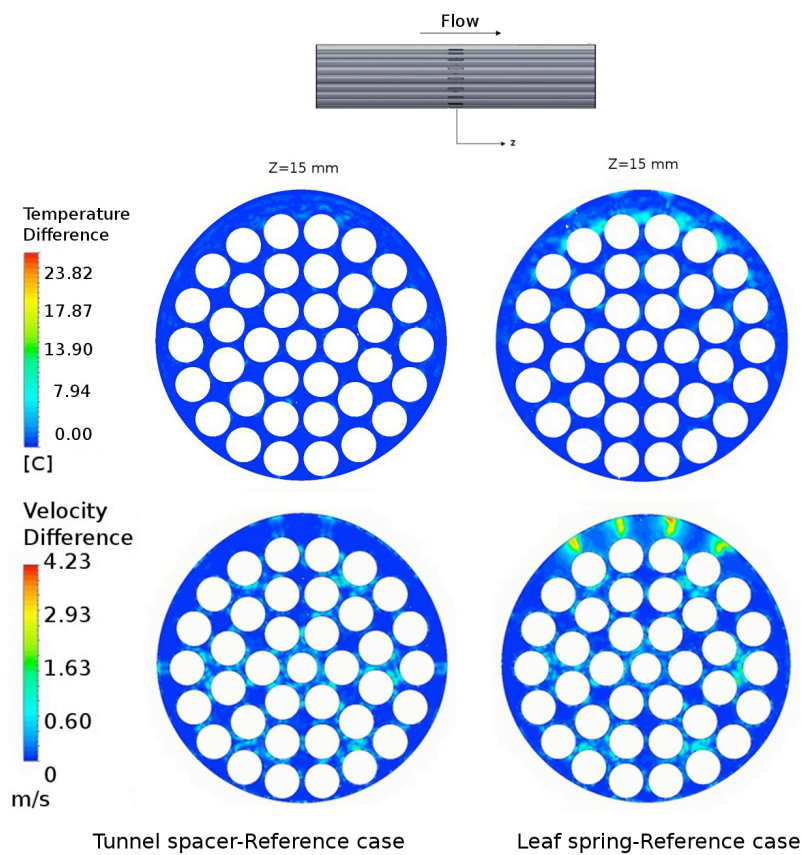 Flow
z
Z=15 mm
Z=15 mm
Temperature
Difference
23.82
17.87
13.90
7.94
0.00
[C]
Velocity
Difference
4.23
2.93
1.63
0.60
0
m/s
Tunnel spacer-Reference case
Leaf spring-Reference case